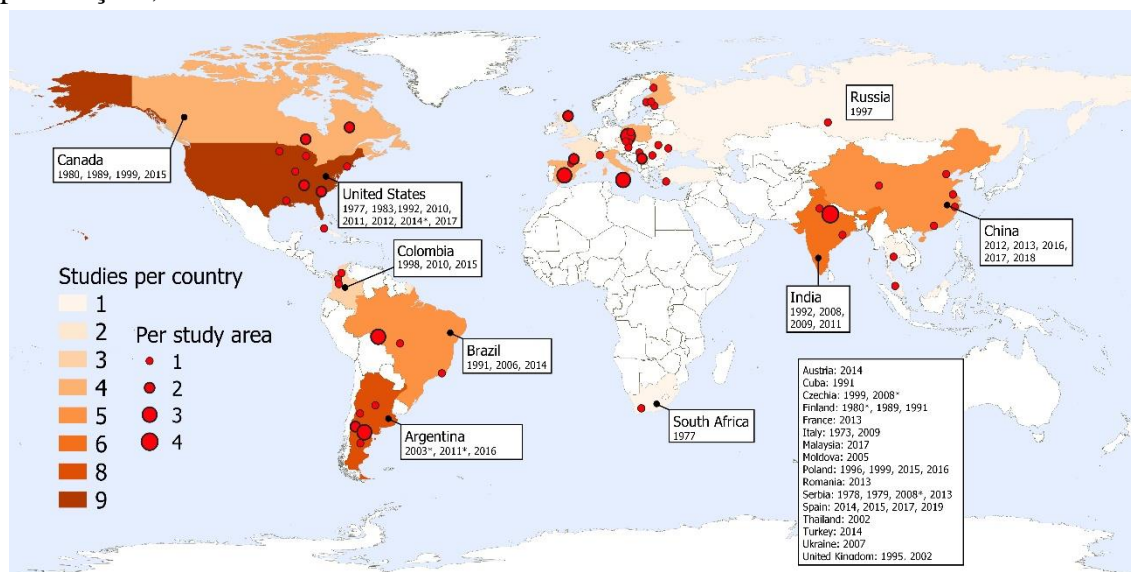 Russia
1997
Canada
1980, 1989, 1999, 2015
United States
1977, 1983,1992, 2010,
2011, 2012, 2014*, 2017
China
2012, 2013, 2016,
2017, 2018
Colombia
1998, 2010, 2015
Studies per country
1
2
3
4
5
6
8
9
Per study area
1
2
3
4
India
1992, 2008,
2009, 2011
Brazil
1991, 2006, 2014
South Africa
1977
Argentina
2003*, 2011*, 2016
Austria: 2014
Cuba: 1991
Czechia: 1999, 2008*
Finland: 1980*, 1989, 1991
France: 2013
Italy: 1973, 2009
Malaysia: 2017
Moldova: 2005
Poland: 1996, 1999, 2015, 2016
Romania: 2013
Serbia: 1978, 1979, 2008*, 2013
Spain: 2014, 2015, 2017, 2019
Thailand: 2002
Turkey: 2014
Ukraine: 2007
United Kingdom: 1995, 2002